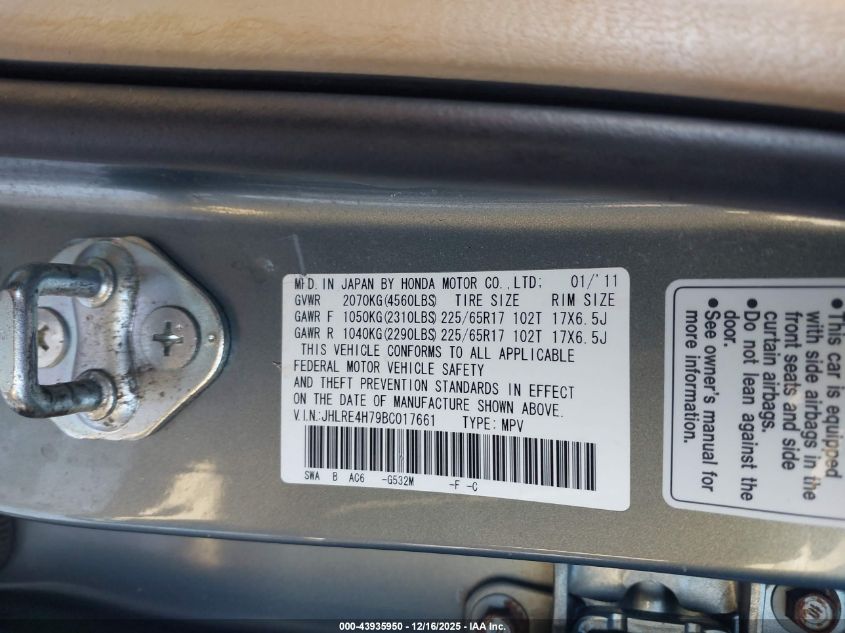 MFD. IN JAPAN BY HONDA MOTOR CO.,LTD; 01/'11
GVWR 2070KG(4560LBS) TIRE SIZE RIM SIZE
GAWR F 1050KG(2310LBS) 225/65R17 102T 17X6.5J
GAWR R 1040KG(2290LBS) 225/65R17 102T 17X6.5J
THIS VEHICLE CONFORMS TO ALL APPLICABLE
FEDERAL MOTOR VEHICLE SAFETY
AND THEFT PREVENTION STANDARDS IN EFFECT
ON THE DATE OF MANUFACTURE SHOWN ABOVE.
V.I.N.:JHLRE4H79BC017661 TYPE: MPV
SWA B AC6 -G532M -F -C
• This car is equipped
with side airbags in the
front seats and side
curtain airbags.
• Do not lean against the
door.
• See owner's manual for
more information.
000-43935950 - 12/16/2025 - IAA Inc.